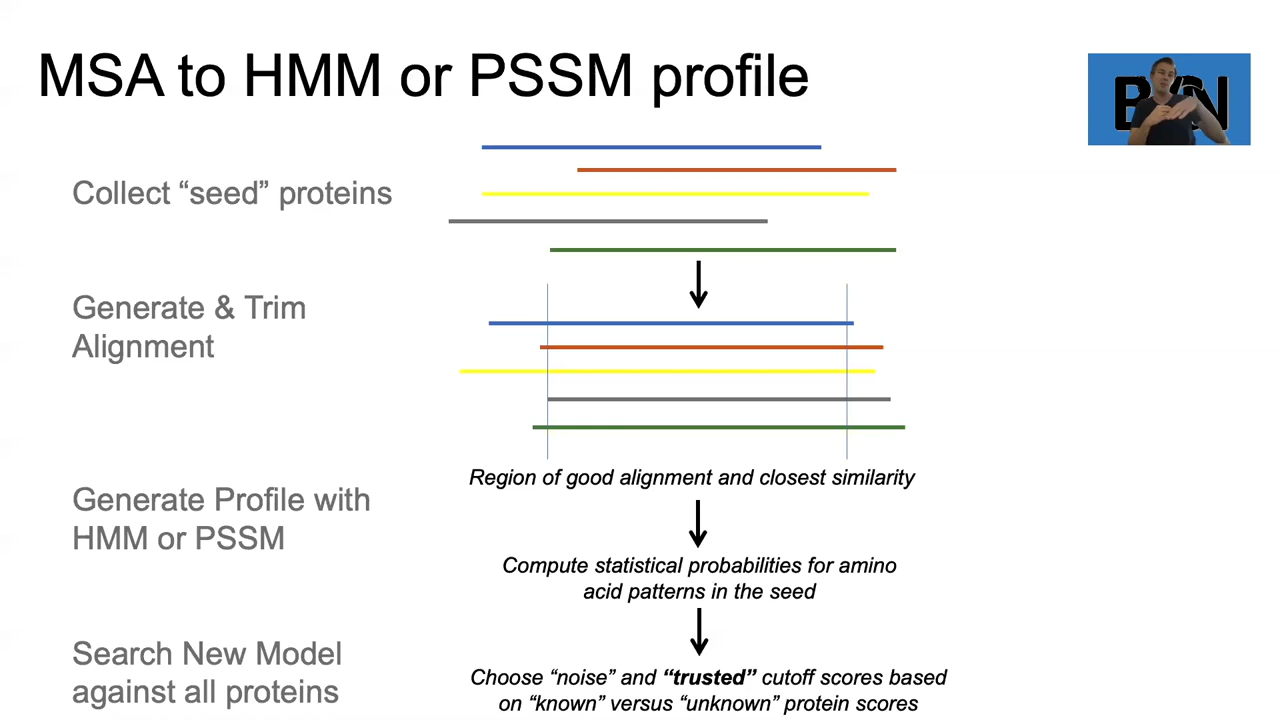 MSA to HMM or PSSM profile
Collect “seed” proteins
Generate & Trim
Alignment
Region of good alignment and closest similarity
Generate Profile with
HMM or PSSM
Compute statistical probabilities for amino
acid patterns in the seed
Search New Model
against all proteins
Choose “noise” and “trusted” cutoff scores based
on “known” versus “unknown” protein scores